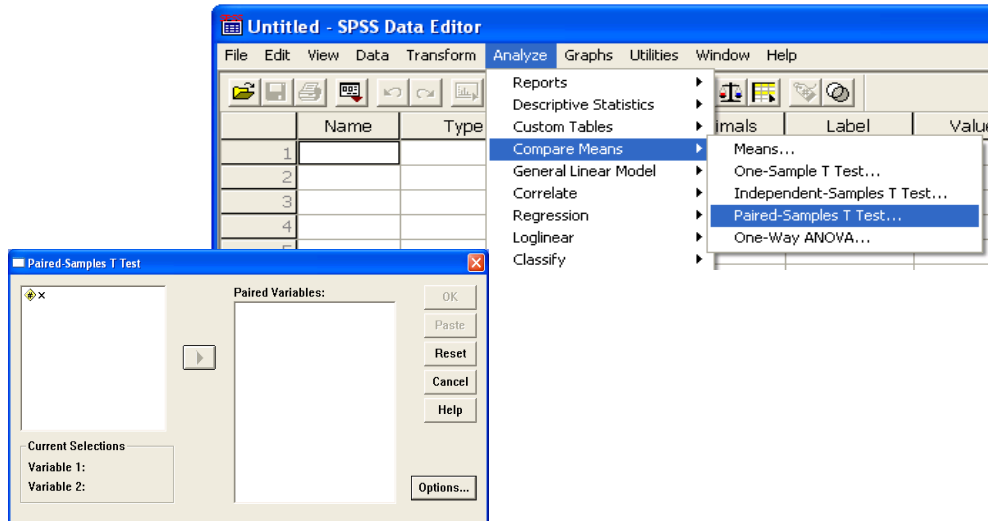 Untitled - SPSS Data Editor
File Edit View Data Transform Analyze Graphs Utilities Window Help
Reports
Descriptive Statistics
Custom Tables
Compare Means
General Linear Model
Correlate
Regression
Loglinear
Classify
Name Type imals Label Valu
1
2
3
4
Means...
One-Sample T Test...
Independent-Samples T Test...
Paired-Samples T Test...
One-Way ANOVA...
Paired-Samples T Test
x
Paired Variables:
OK
Paste
Reset
Cancel
Help
Current Selections
Variable 1:
Variable 2:
Options...